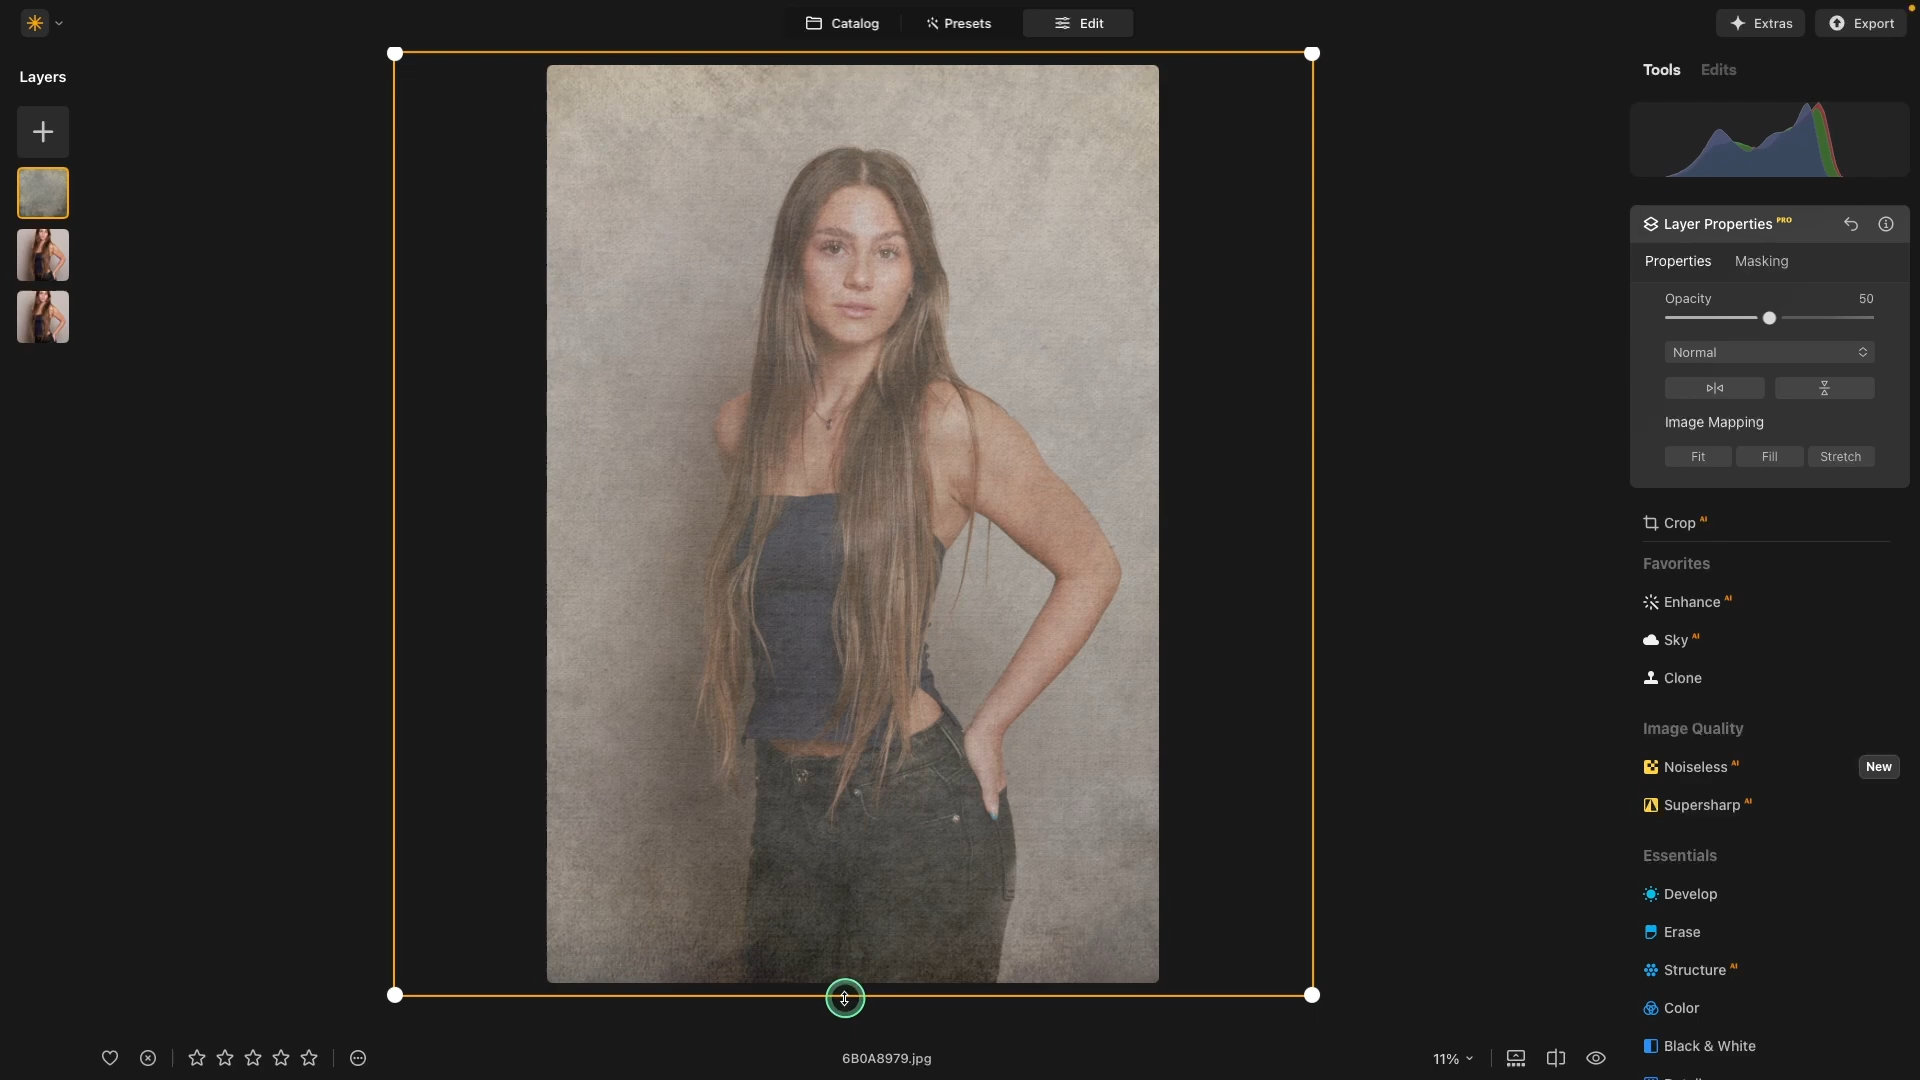 Catalog
Presets
Edit
Extras
Export
Layers
Tools Edits
Layer Properties PRO
Properties Masking
Opacity 50
Normal
Image Mapping
Fit Fill Stretch
Crop AI
Favorites
Enhance AI
Sky AI
Clone
Image Quality
Noiseless AI New
Supersharp AI
Essentials
Develop
Erase
Structure AI
Color
Black & White
6B0A8979.jpg
11%